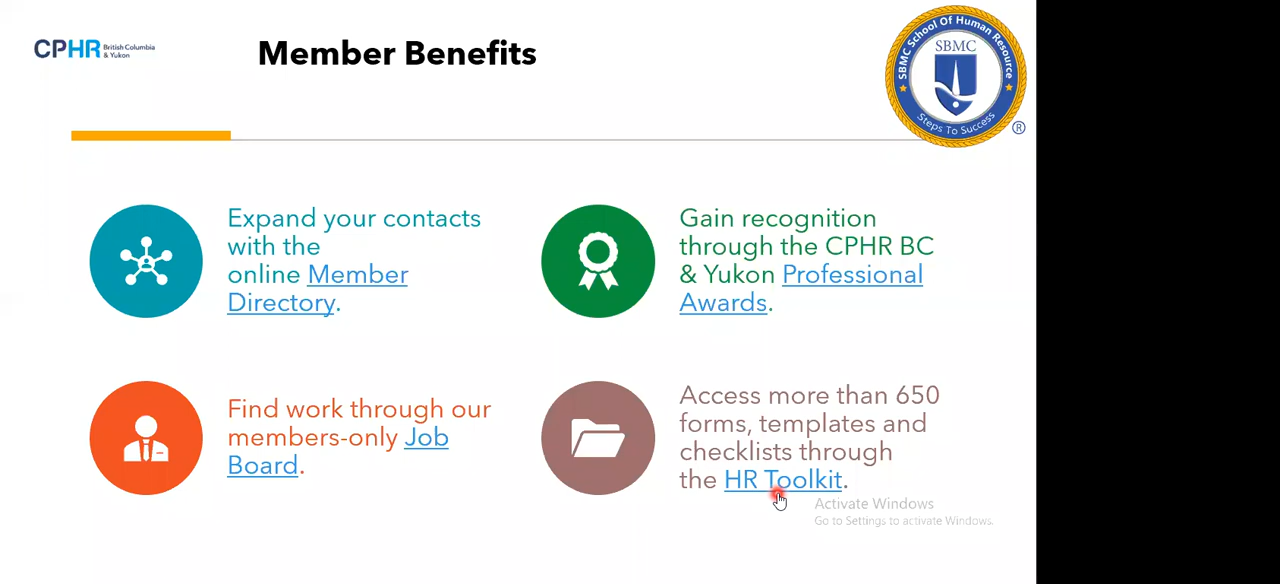 CPHR British Columbia
& Yukon
Member Benefits
SBMC School Of Human Resource
SBMC
Steps To Success
®
Expand your contacts
with the
online Member
Directory.
Gain recognition
through the CPHR BC
& Yukon Professional
Awards.
Find work through our
members-only Job
Board.
Access more than 650
forms, templates and
checklists through
the HR Toolkit.
Activate Windows
Go to Settings to activate Windows.